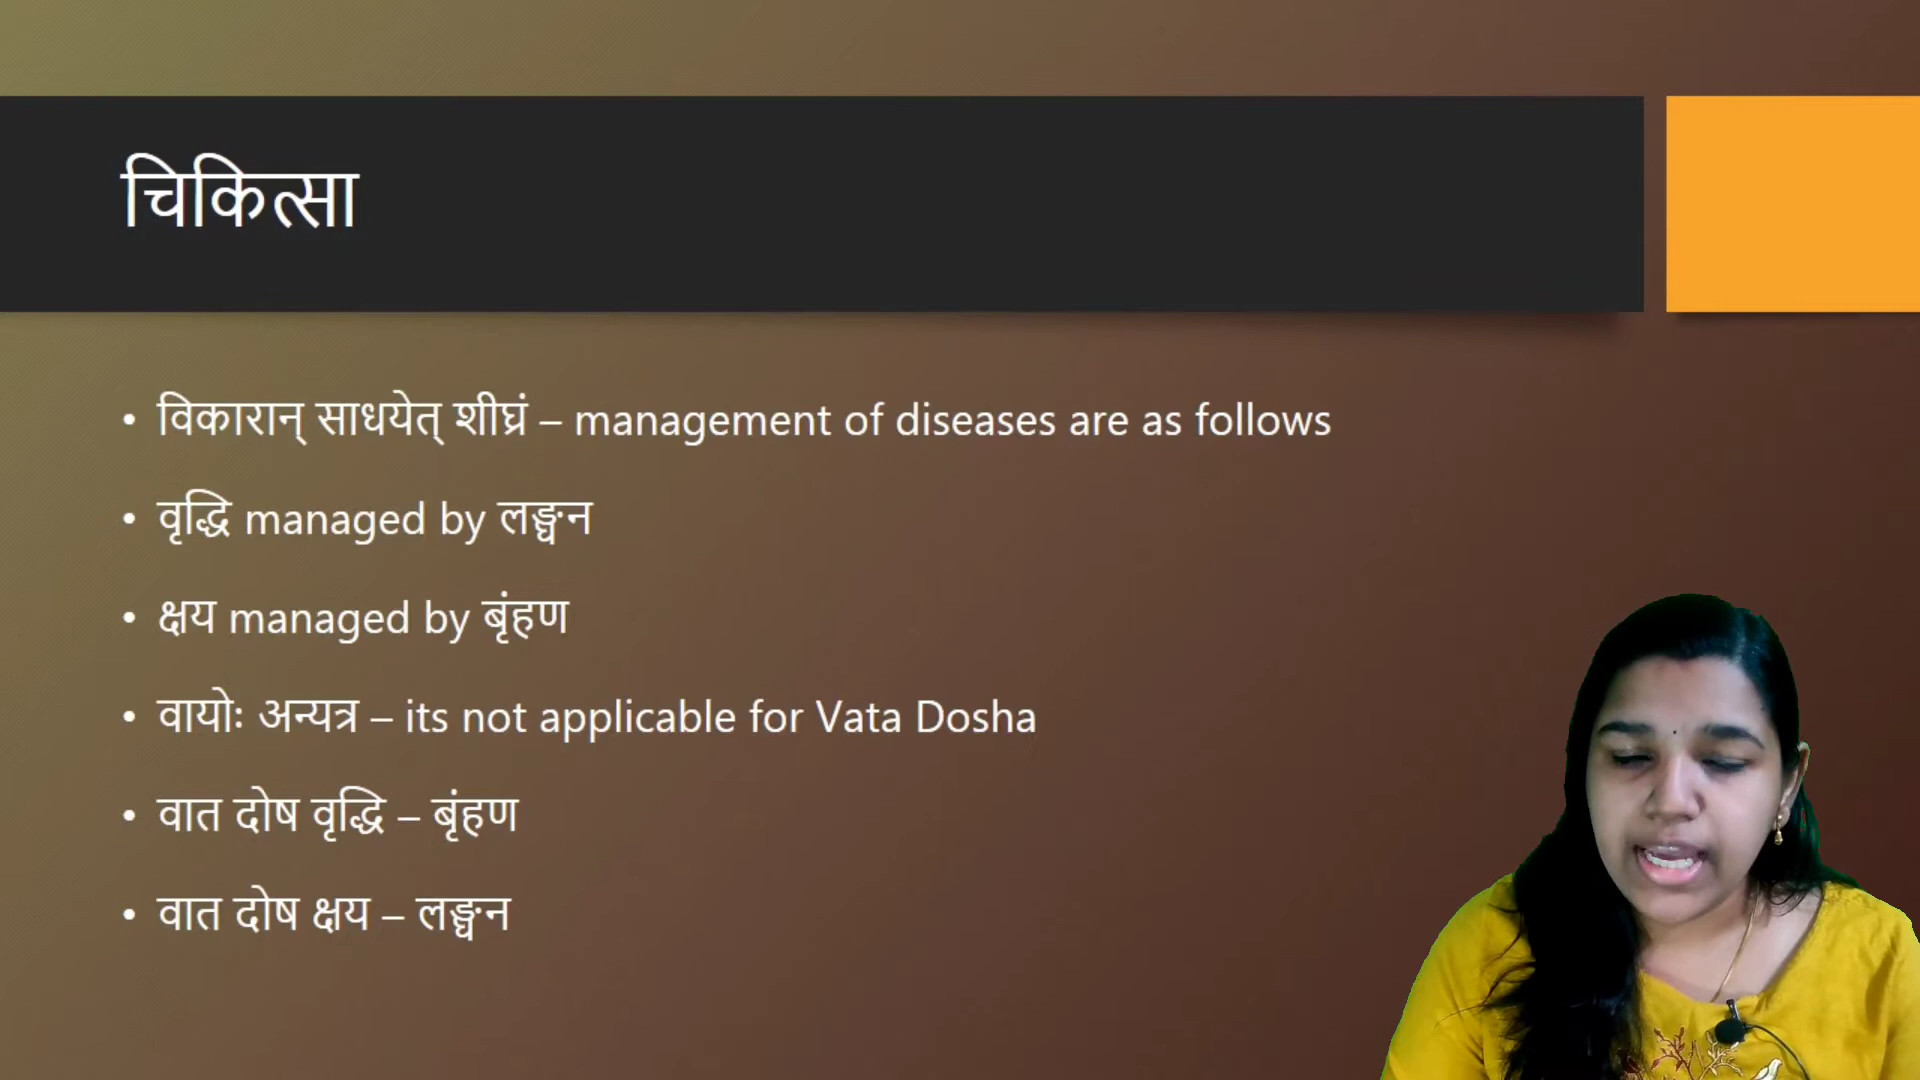 चिकित्सा
• विकारान् साधयेत् शीघ्रं – management of diseases are as follows
• वृद्धि managed by लङ्घन
• क्षय managed by बृंहण
• वायोः अन्यत्र – its not applicable for Vata Dosha
• वात दोष वृद्धि – बृंहण
• वात दोष क्षय – लङ्घन